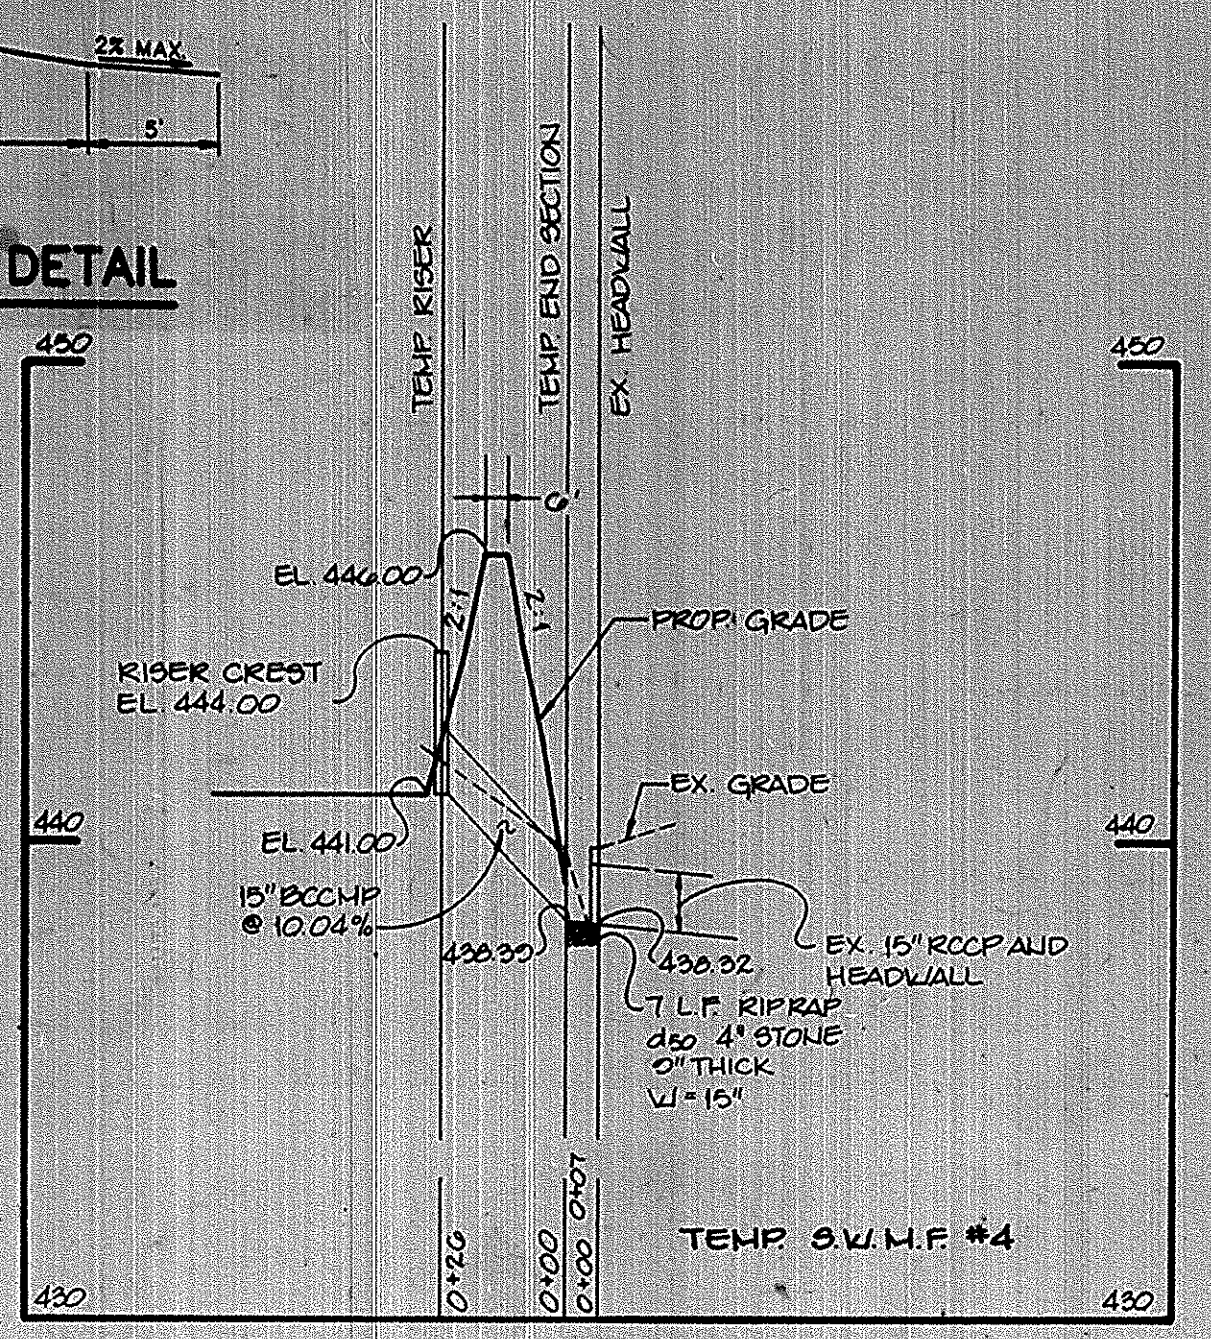 2% MAX.
5'
DETAIL
TEMP. RISER
TEMP. END SECTION
EX. HEADWALL
450
450
6'
EL. 446.00
2:1
2:1
PROP. GRADE
RISER CREST
EL. 444.00
EX. GRADE
440
440
EL. 441.00
15" BCCMP
@ 10.04%
438.39
438.32
EX. 15" RCCP AND
HEADWALL
7 L.F. RIPRAP
d50 4" STONE
9" THICK
W = 15"
0+26
0+00
0+00
0+07
TEMP. S.W.M.F. #4
430
430